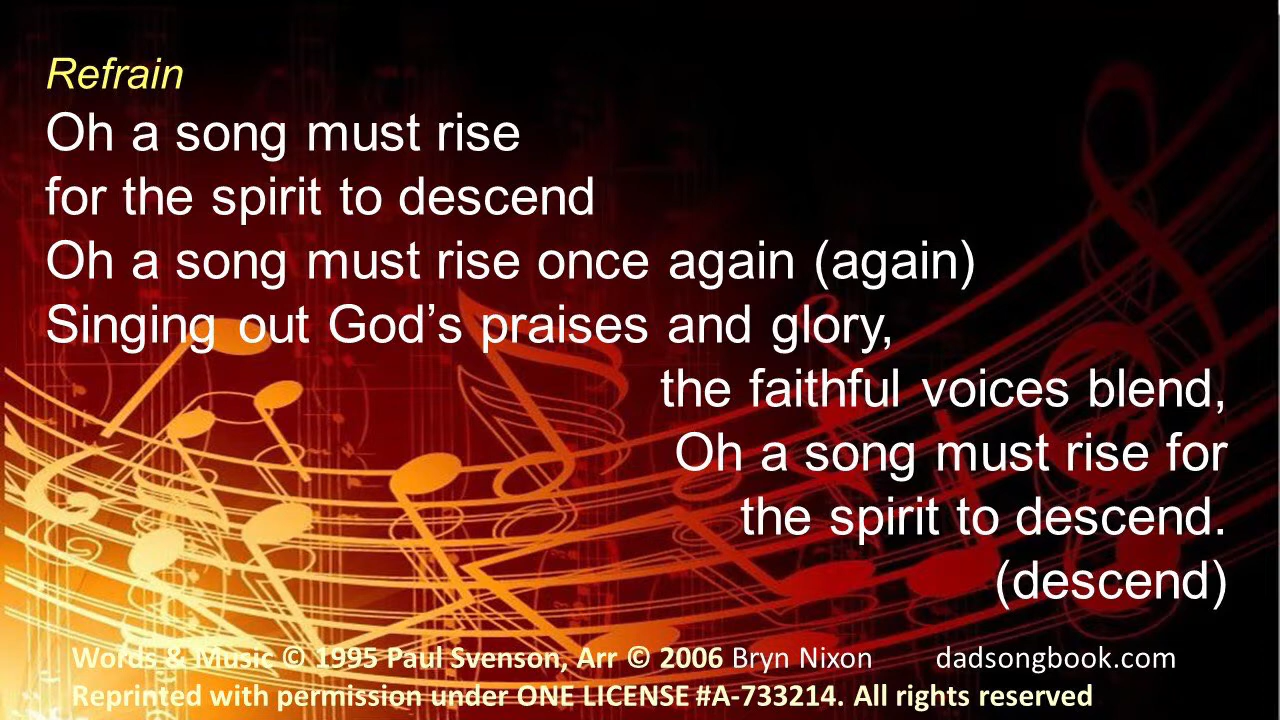 Refrain
Oh a song must rise
for the spirit to descend
Oh a song must rise once again (again)
Singing out God’s praises and glory,
the faithful voices blend,
Oh a song must rise for
the spirit to descend.
(descend)
Words & Music © 1995 Paul Svenson, Arr © 2006 Bryn Nixon dadsongbook.com
Reprinted with permission under ONE LICENSE #A-733214. All rights reserved